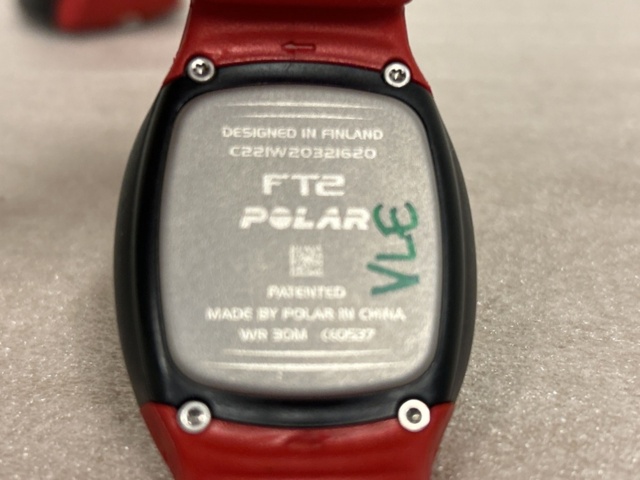 DESIGNED IN FINLAND
C221W20321620
FT2
POLAR
VLE
PATENTED
MADE BY POLAR IN CHINA
WR 30M CE0537